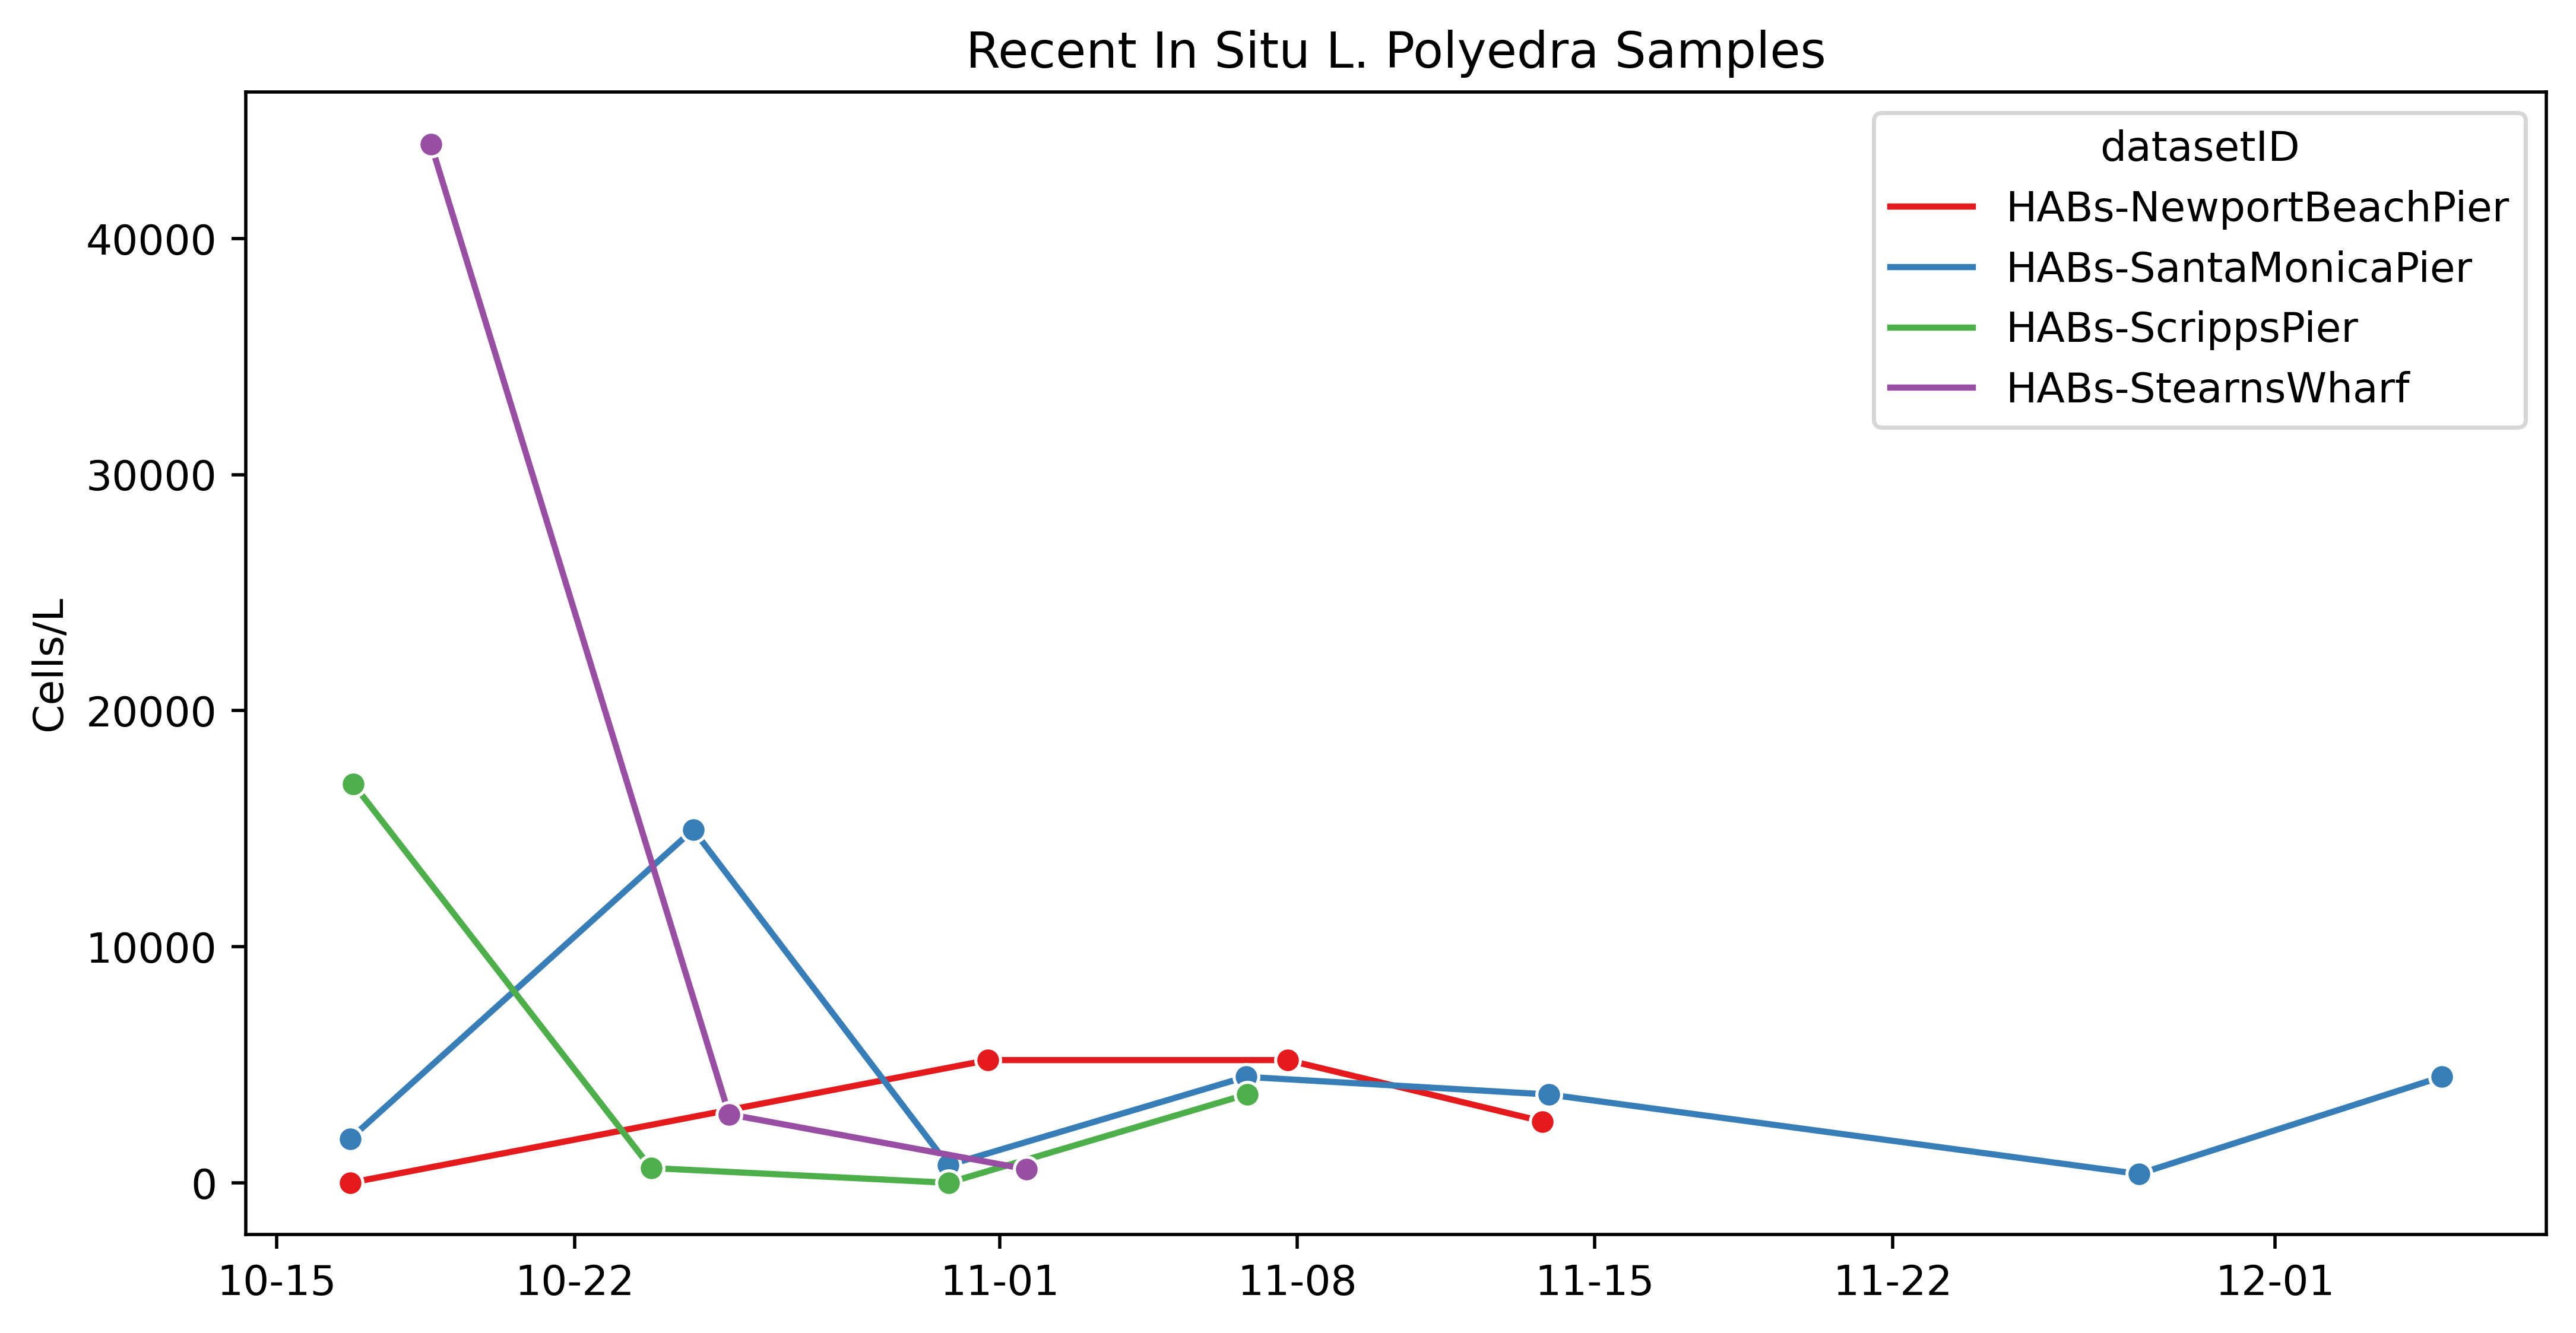 Recent In Situ L. Polyedra Samples
datasetID
HABs-NewportBeachPier
HABs-SantaMonicaPier
HABs-ScrippsPier
HABs-StearnsWharf
Cells/L
40000
30000
20000
10000
0
10-15 10-22 11-01 11-08 11-15 11-22 12-01